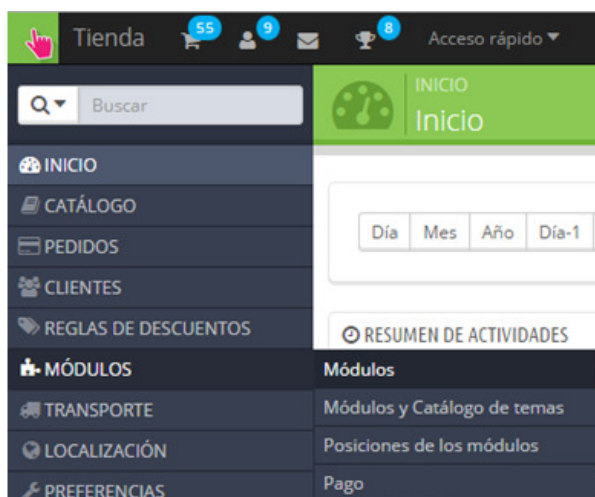 Tienda 55 9 8 Acceso rápido
Buscar
INICIO
Inicio
INICIO
CATÁLOGO
PEDIDOS
CLIENTES
REGLAS DE DESCUENTOS
MÓDULOS
TRANSPORTE
LOCALIZACIÓN
PREFERENCIAS
Día Mes Año Día-1
RESUMEN DE ACTIVIDADES
Módulos
Módulos y Catálogo de temas
Posiciones de los módulos
Pago